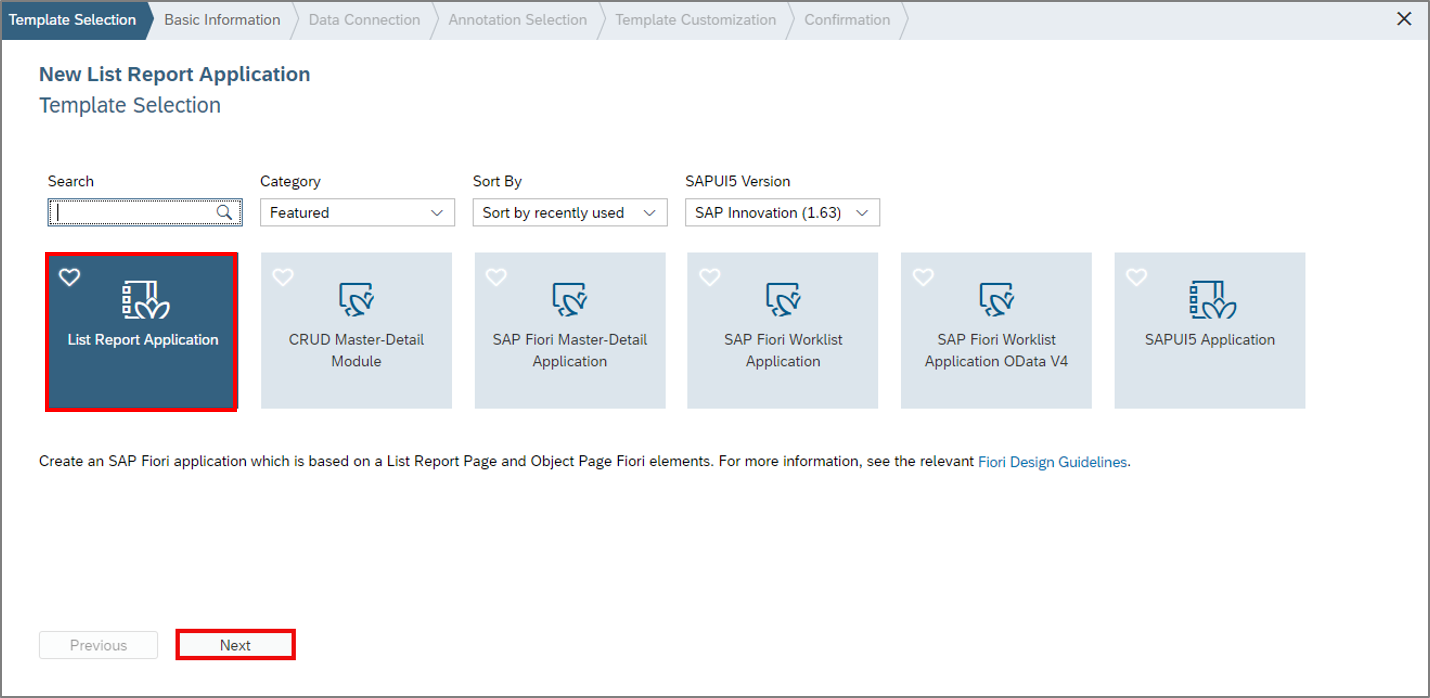 Template Selection
Basic Information
Data Connection
Annotation Selection
Template Customization
Confirmation
New List Report Application
Template Selection
Search
Category
Sort By
SAPUI5 Version
Featured
Sort by recently used
SAP Innovation (1.63)
List Report Application
CRUD Master-Detail
Module
SAP Fiori Master-Detail
Application
SAP Fiori Worklist
Application
SAP Fiori Worklist
Application OData V4
SAPUI5 Application
Create an SAP Fiori application which is based on a List Report Page and Object Page Fiori elements. For more information, see the relevant Fiori Design Guidelines.
Previous
Next